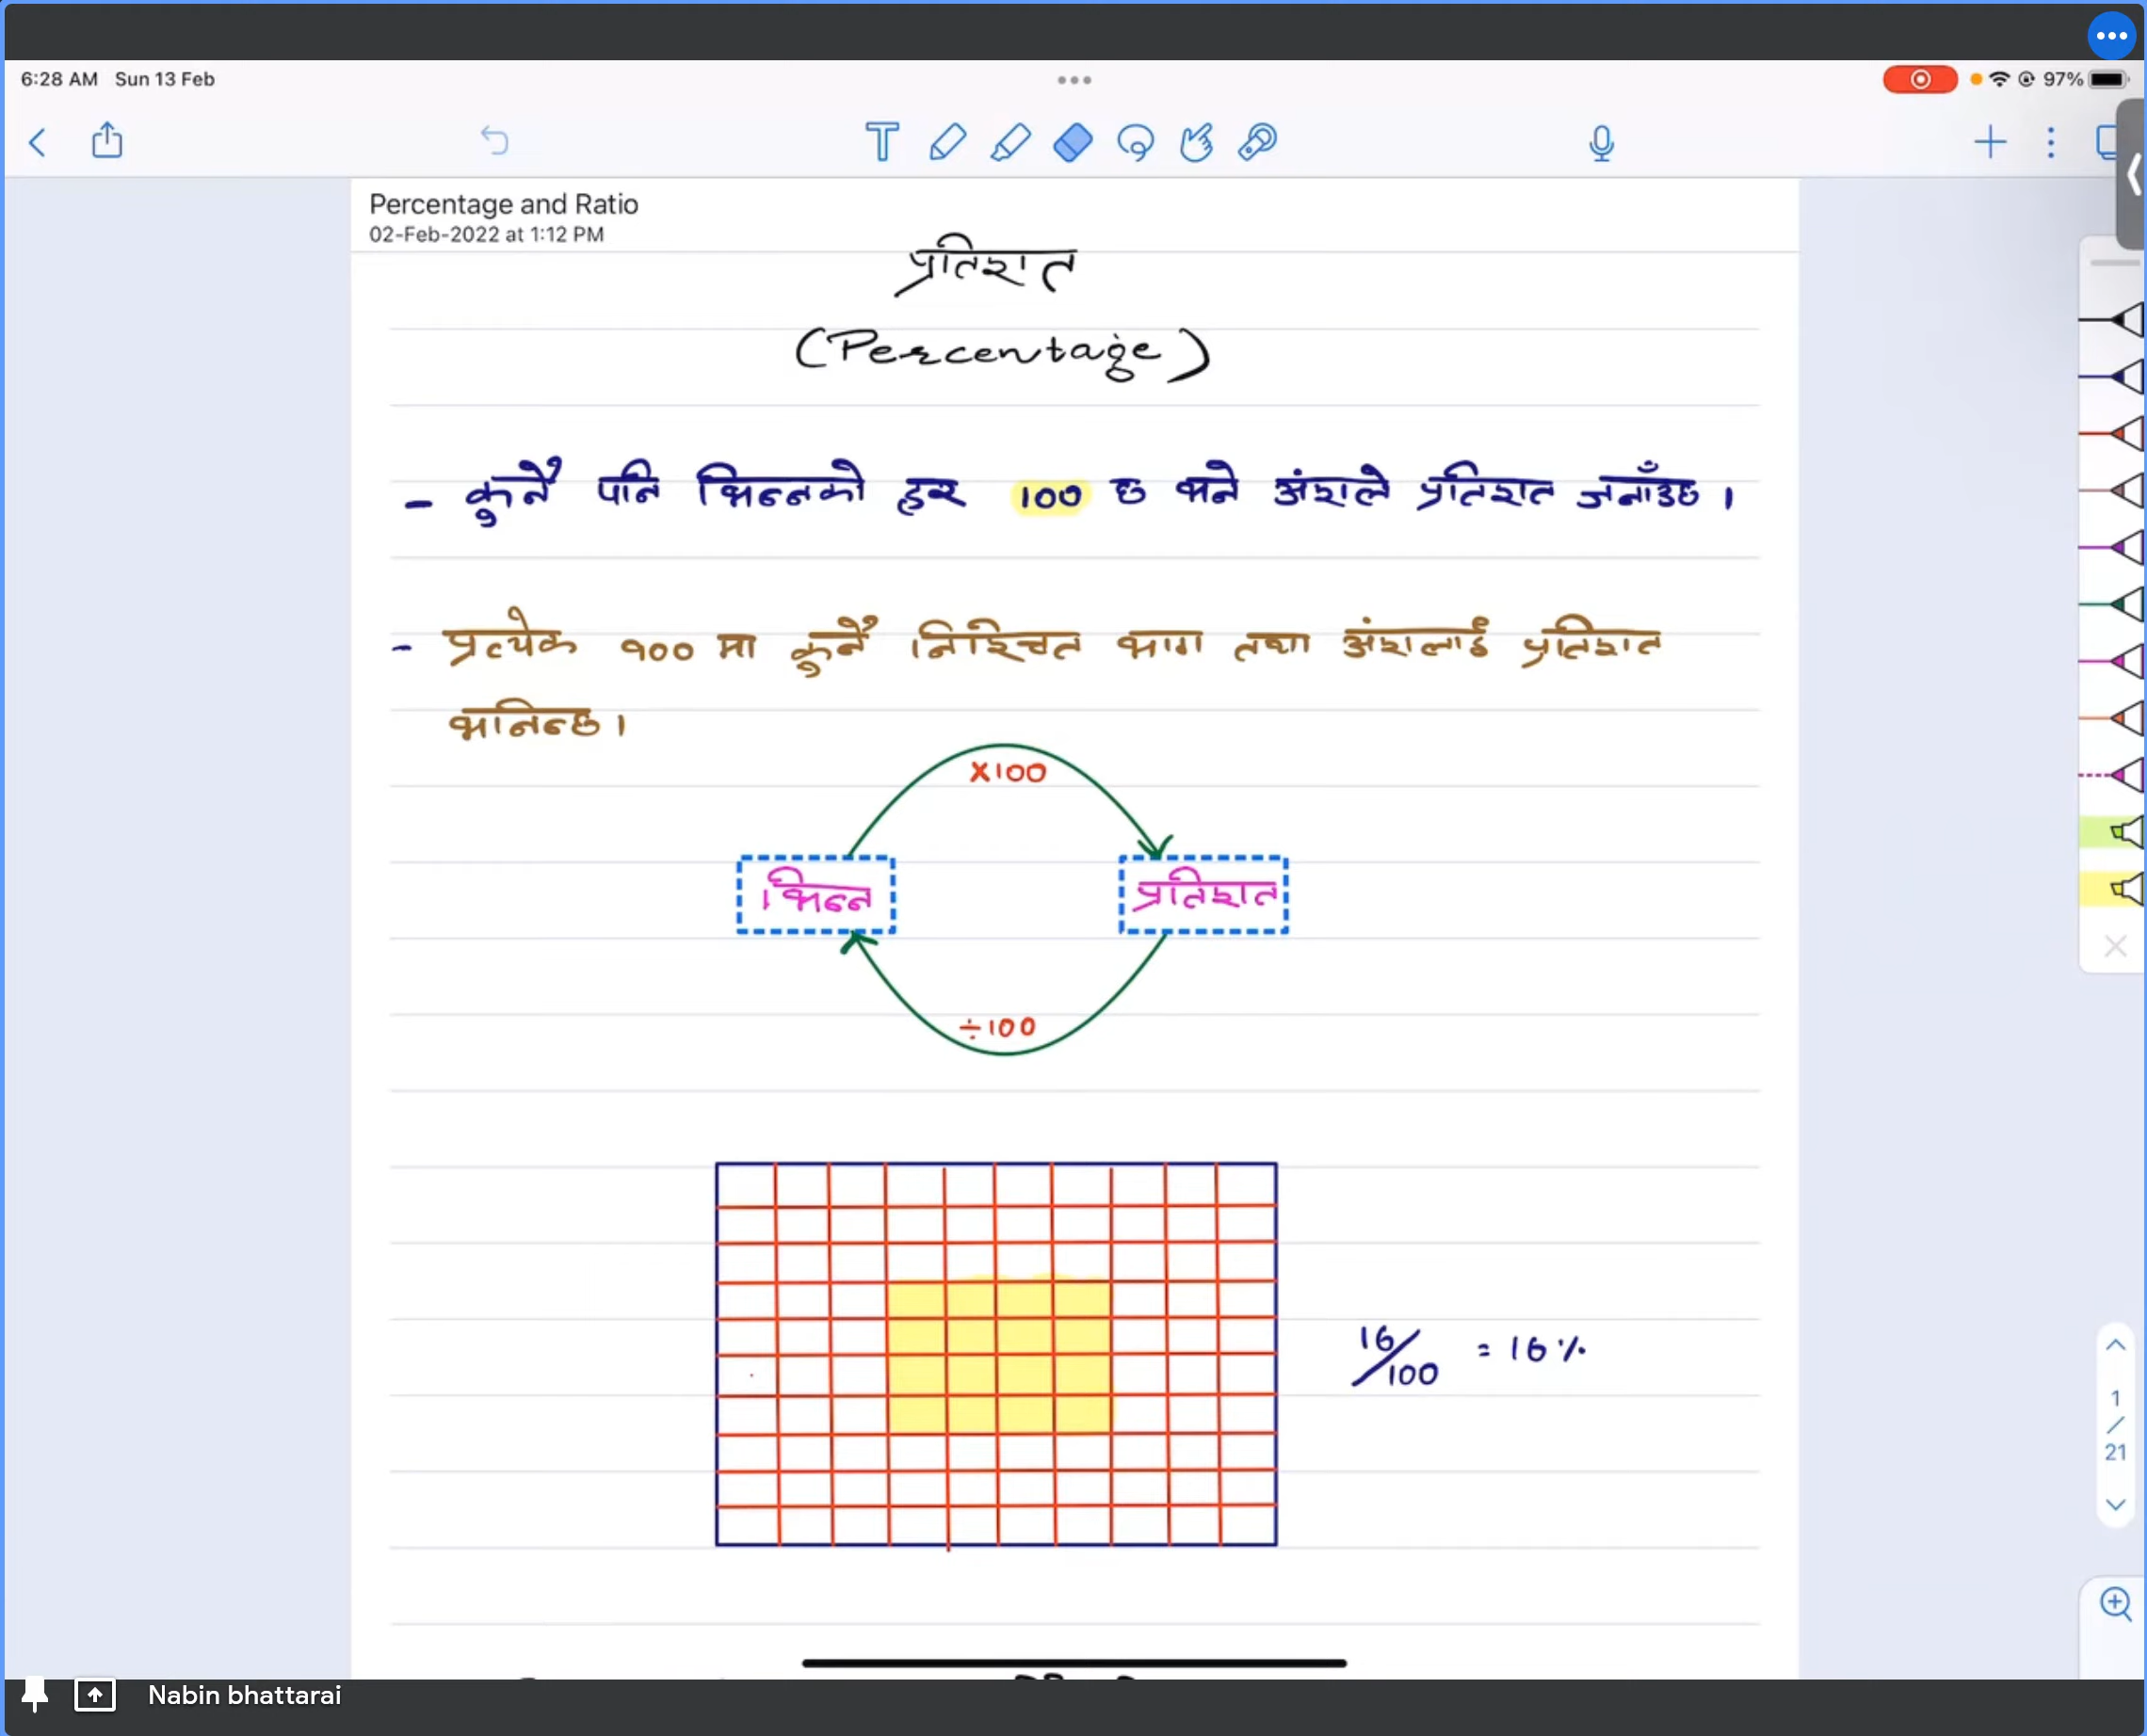 6:28 AM Sun 13 Feb
97%
Percentage and Ratio
02-Feb-2022 at 1:12 PM
प्रतिशत
(Percentage)
- कुनै पनि भिन्नको हर 100 छ भने अंशले प्रतिशत जनाउँछ ।
- प्रत्येक १०० मा कुनै निश्चित भाग तथा अंशलाई प्रतिशत
भनिन्छ ।
×100
भिन्न प्रतिशत
÷100
16/100 = 16%
1
/
21
Nabin bhattarai